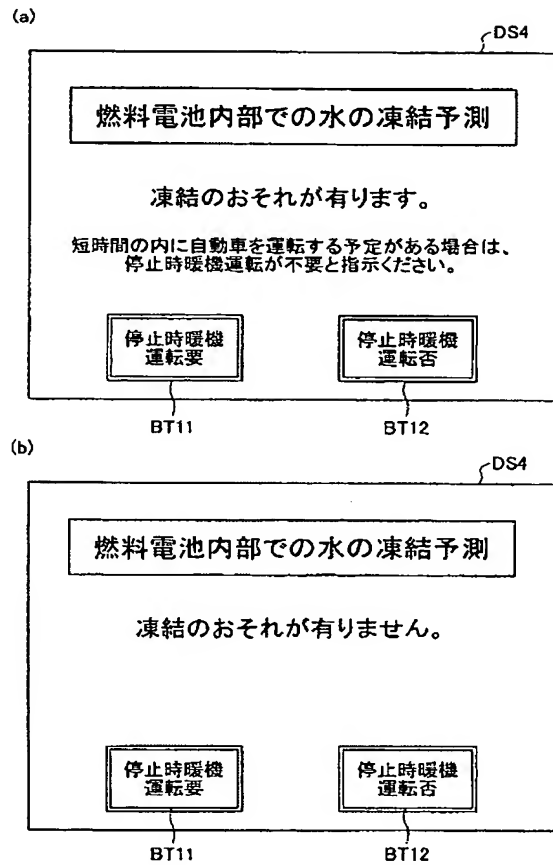 (a)
DS4
燃料電池内部での水の凍結予測
凍結のおそれが有ります。
短時間の内に自動車を運転する予定がある場合は、
停止時暖機運転が不要と指示ください。
停止時暖機
運転要
停止時暖機
運転否
BT11
BT12
(b)
DS4
燃料電池内部での水の凍結予測
凍結のおそれが有りません。
停止時暖機
運転要
停止時暖機
運転否
BT11
BT12